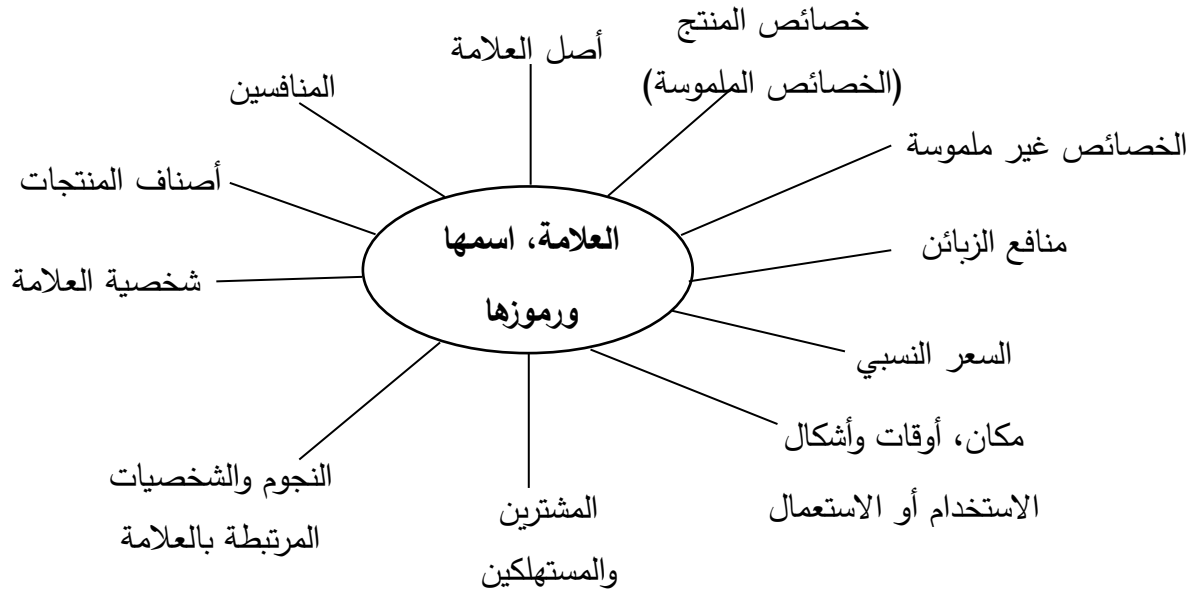 خصائص المنتج
(الخصائص الملموسة)
أصل العلامة
المنافسين
الخصائص غير ملموسة
أصناف المنتجات
العلامة، اسمها
ورموزها
منافع الزبائن
شخصية العلامة
السعر النسبي
مكان، أوقات وأشكال
الاستخدام أو الاستعمال
المشترين
والمستهلكين
النجوم والشخصيات
المرتبطة بالعلامة